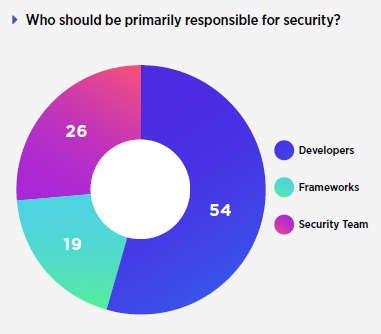 Who should be primarily responsible for security?
26
54
19
Developers
Frameworks
Security Team